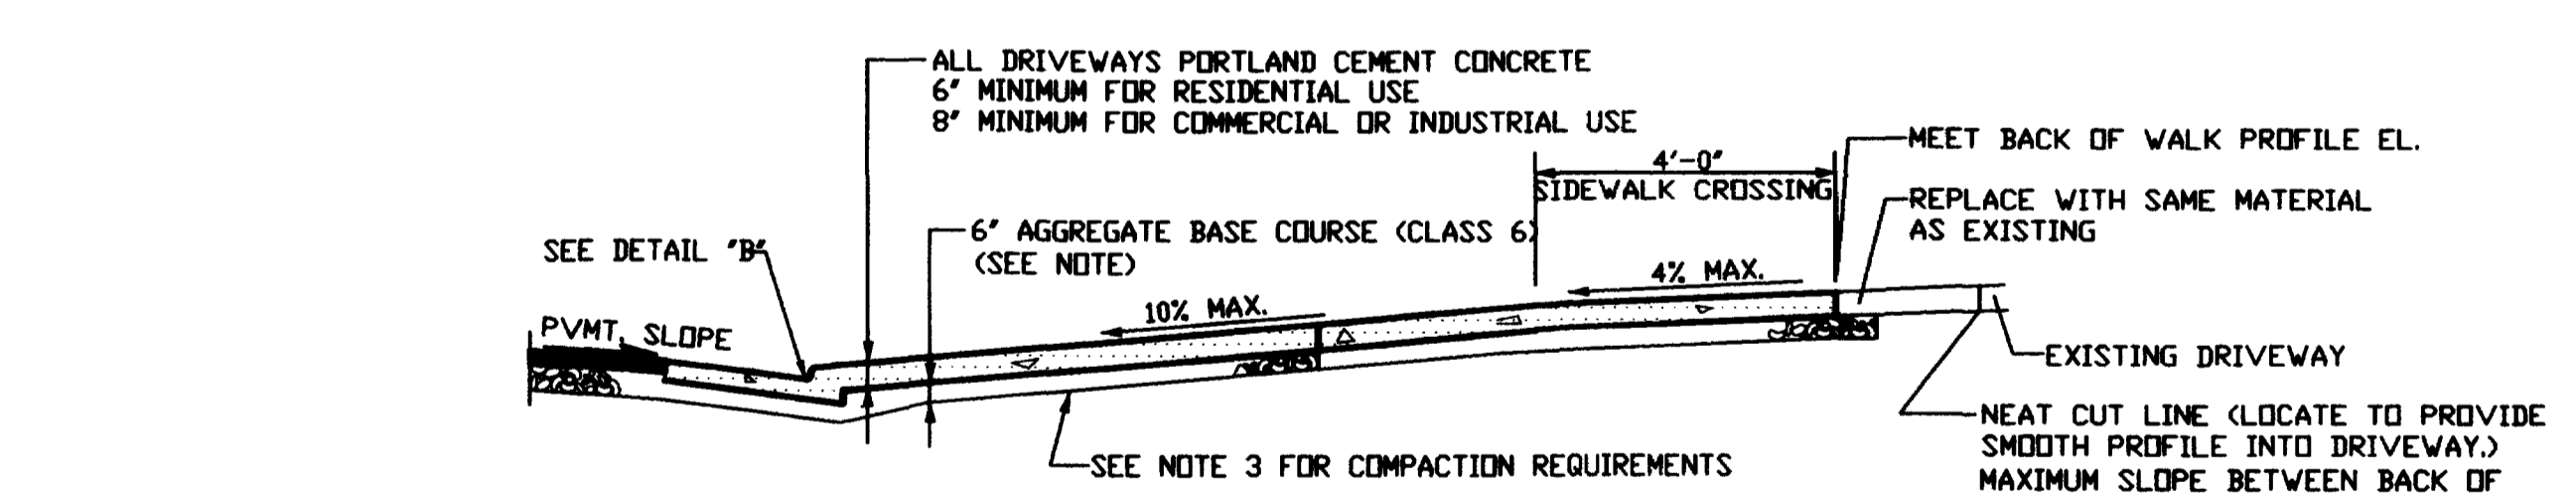 ALL DRIVEWAYS PORTLAND CEMENT CONCRETE
6" MINIMUM FOR RESIDENTIAL USE
8" MINIMUM FOR COMMERCIAL OR INDUSTRIAL USE
MEET BACK OF WALK PROFILE EL.
4'-0"
SIDEWALK CROSSING
REPLACE WITH SAME MATERIAL
AS EXISTING
6" AGGREGATE BASE COURSE (CLASS 6)
(SEE NOTE)
SEE DETAIL "B"
4% MAX.
10% MAX.
PVMT. SLOPE
EXISTING DRIVEWAY
NEAT CUT LINE (LOCATE TO PROVIDE
SMOOTH PROFILE INTO DRIVEWAY.)
MAXIMUM SLOPE BETWEEN BACK OF
SEE NOTE 3 FOR COMPACTION REQUIREMENTS